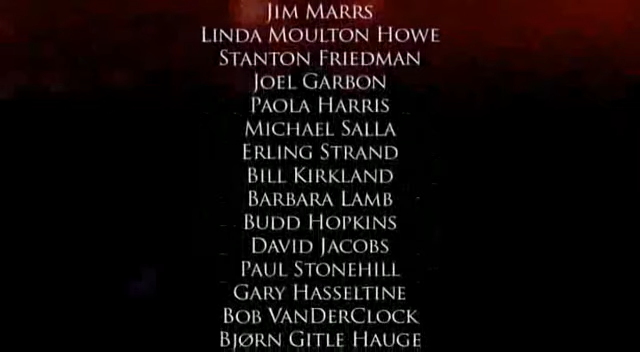 JIM MARRS
LINDA MOULTON HOWE
STANTON FRIEDMAN
JOEL GARBON
PAOLA HARRIS
MICHAEL SALLA
ERLING STRAND
BILL KIRKLAND
BARBARA LAMB
BUDD HOPKINS
DAVID JACOBS
PAUL STONEHILL
GARY HASSELTINE
BOB VANDERCLOCK
BJØRN GITLE HAUGE